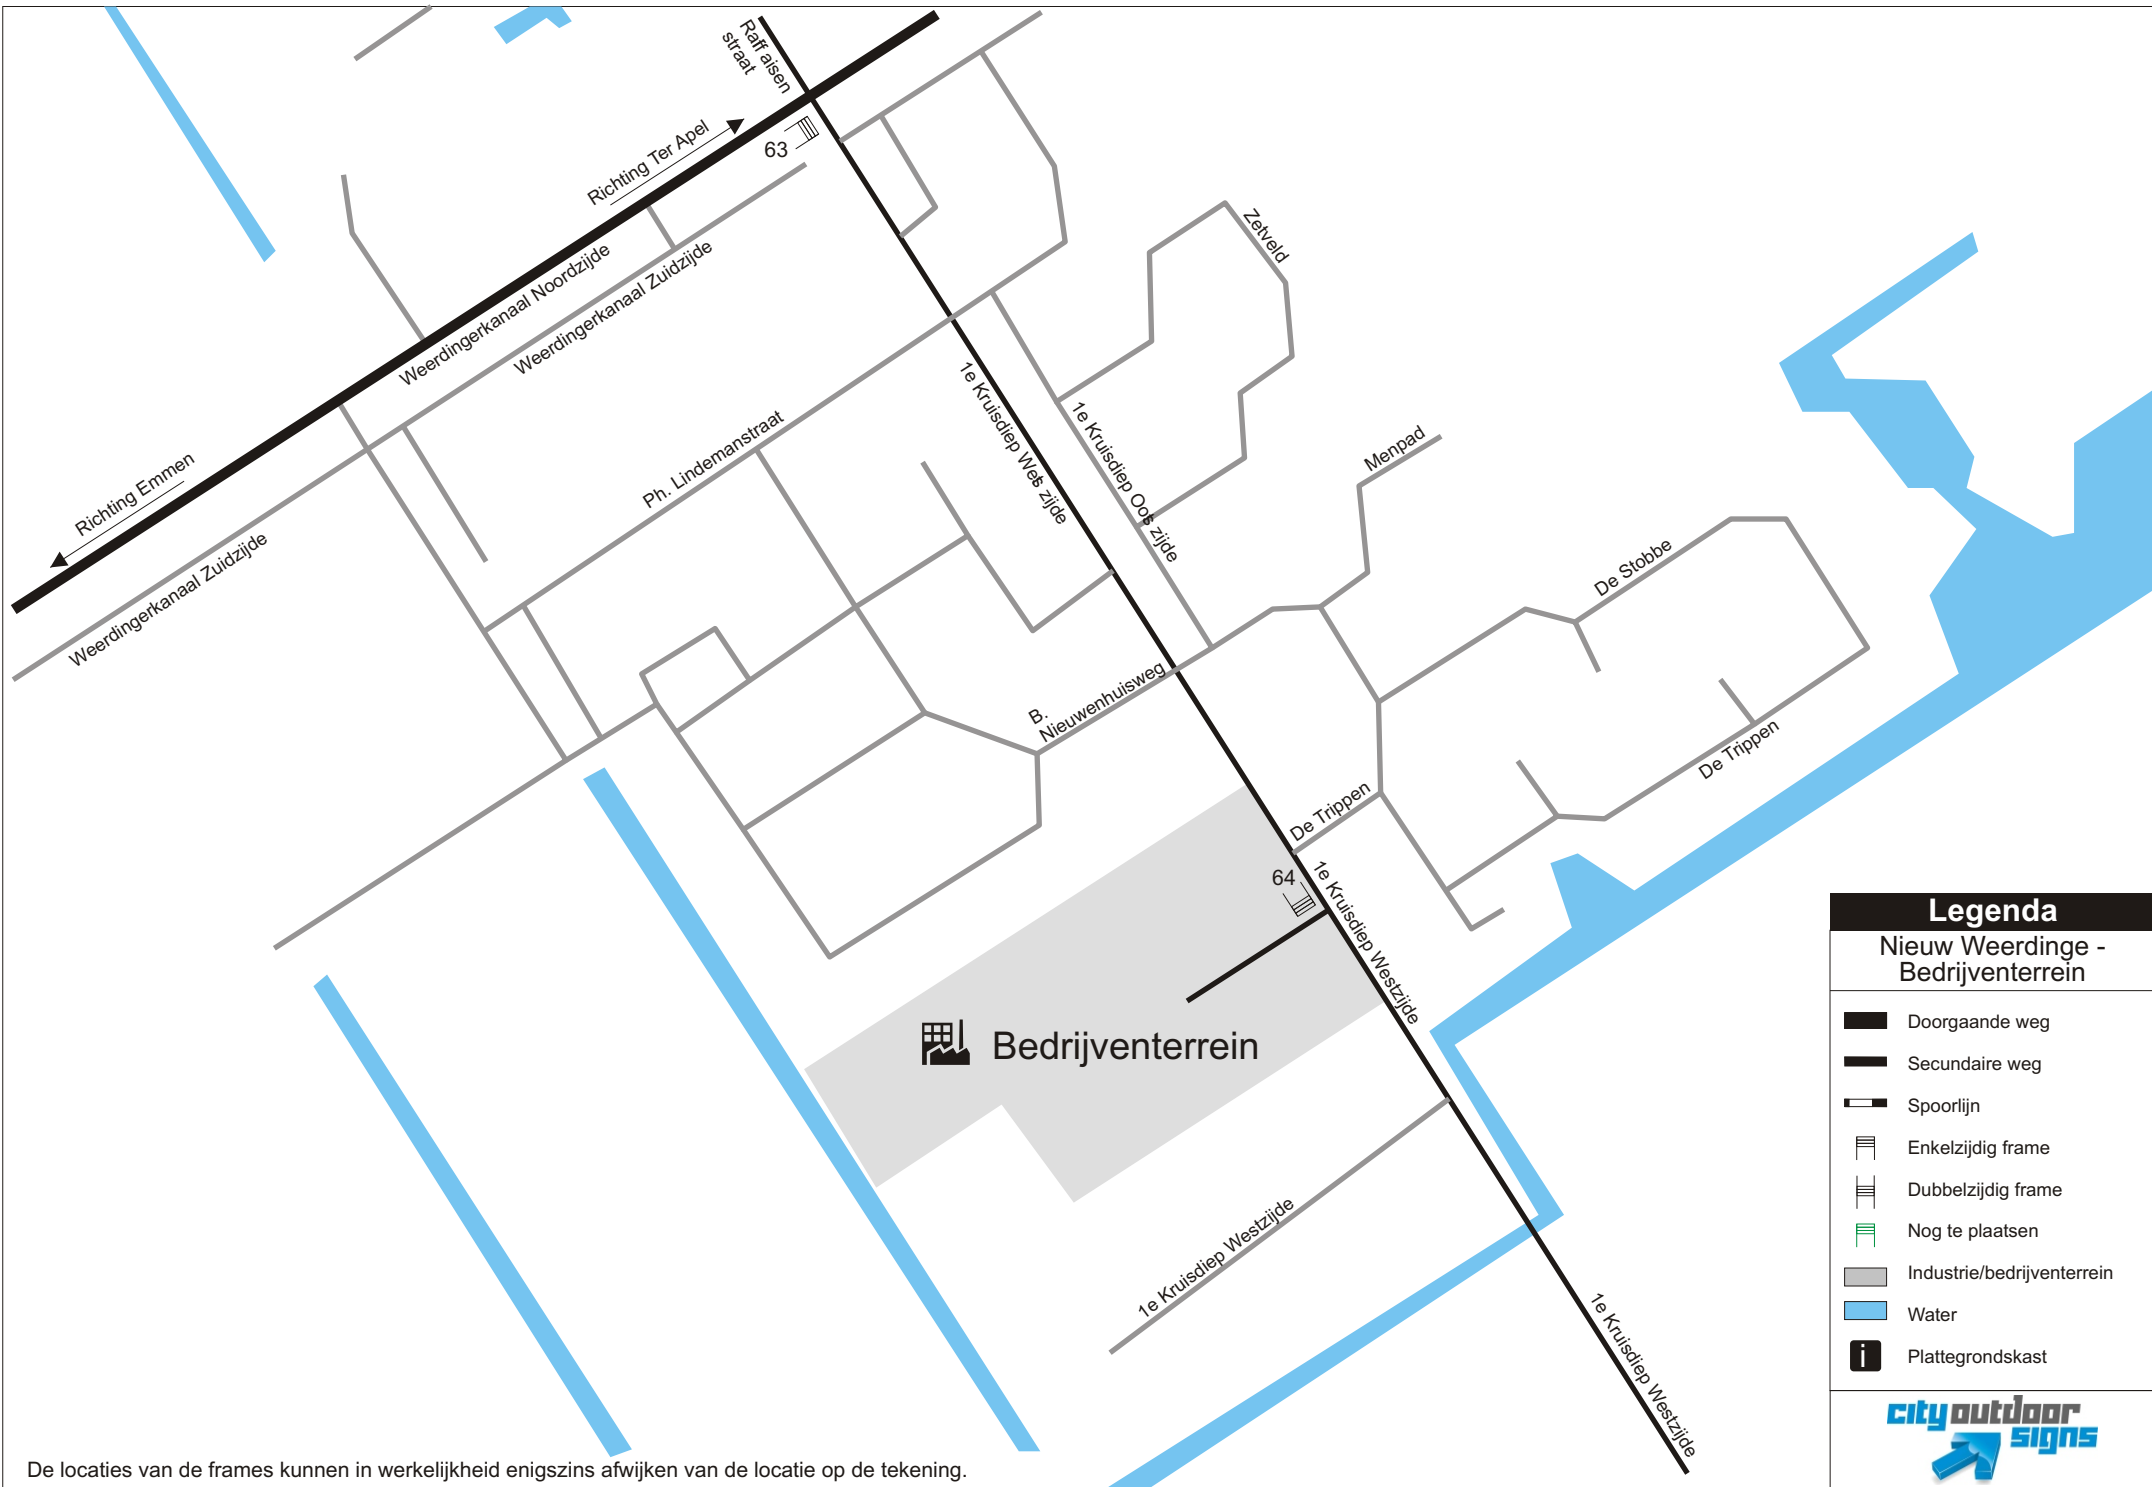 Raff aisen
straat
63
Richting Ter Apel
Weerdingerkanaal Noordzijde
Weerdingerkanaal Zuidzijde
Zetveld
Richting Emmen
Weerdingerkanaal Zuidzijde
Ph. Lindemanstraat
1e Kruisdiep Wets zijde
1e Kruisdiep Oots zijde
Menpad
De Stobbe
B.
Nieuwenhuisweg
De Trippen
De Trippen
64
1e Kruisdiep Westzijde
Bedrijventerrein
1e Kruisdiep Westzijde
1e Kruisdiep Westzijde
Legenda
Nieuw Weerdinge -
Bedrijventerrein
Doorgaande weg
Secundaire weg
Spoorlijn
Enkelzijdig frame
Dubbelzijdig frame
Nog te plaatsen
Industrie/bedrijventerrein
Water
i Plattegrondskast
city outdoor
signs
De locaties van de frames kunnen in werkelijkheid enigszins afwijken van de locatie op de tekening.